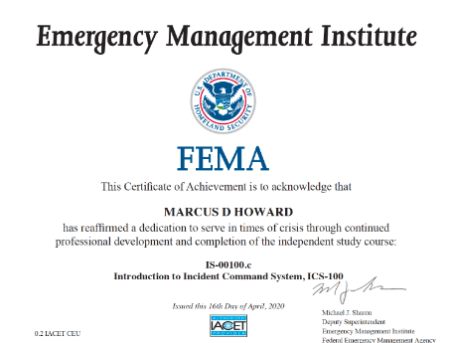 Emergency Management Institute
U.S. DEPARTMENT OF
HOMELAND SECURITY
FEMA
This Certificate of Achievement is to acknowledge that
MARCUS D HOWARD
has reaffirmed a dedication to serve in times of crisis through continued
professional development and completion of the independent study course:
IS-00100.c
Introduction to Incident Command System, ICS-100
Issued this 16th Day of April, 2020
IACET
0.2 IACET CEU
Michael J. Sharon
Deputy Superintendent
Emergency Management Institute
Federal Emergency Management Agency